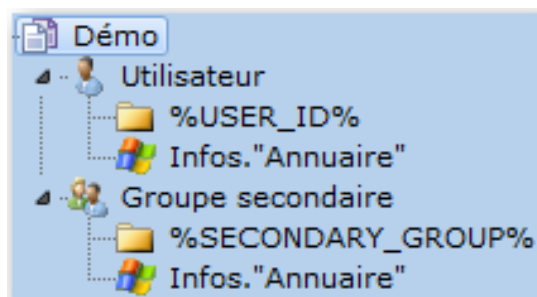 Démo
Utilisateur
%USER_ID%
Infos."Annuaire"
Groupe secondaire
%SECONDARY_GROUP%
Infos."Annuaire"